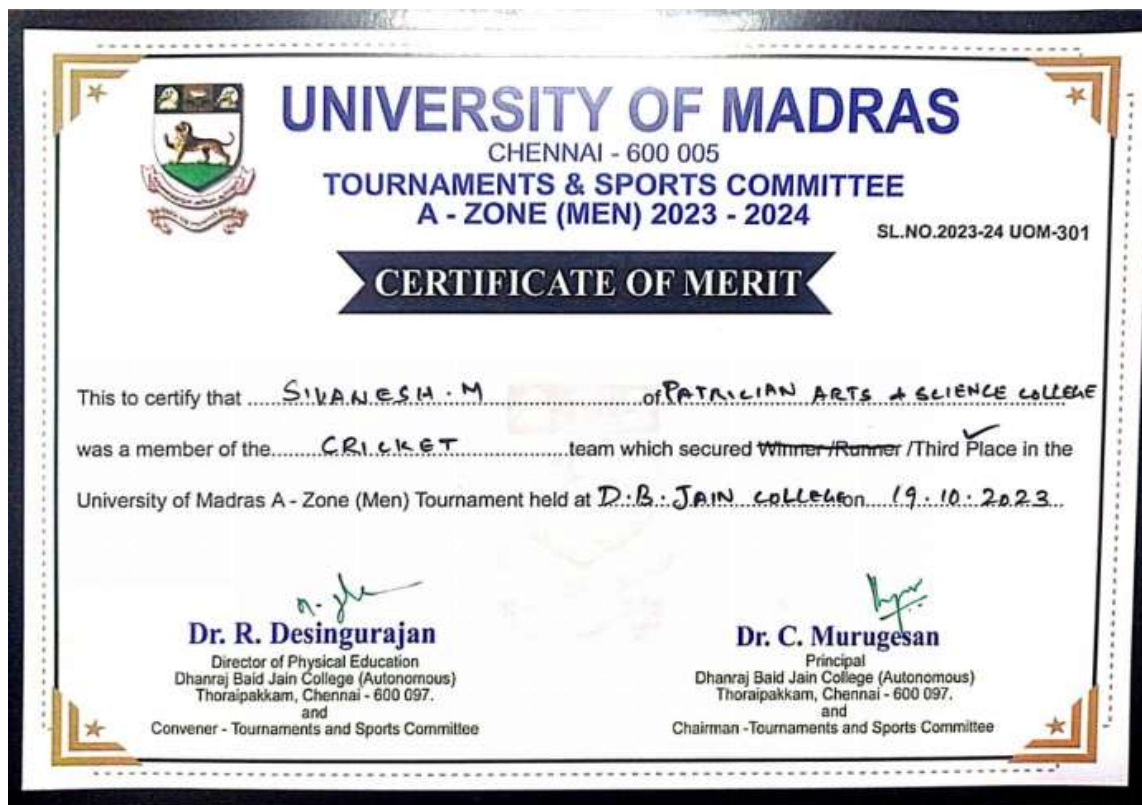 UNIVERSITY OF MADRAS
CHENNAI - 600 005
TOURNAMENTS & SPORTS COMMITTEE
A - ZONE (MEN) 2023 - 2024
SL.NO.2023-24 UOM-301
CERTIFICATE OF MERIT
This to certify that SIVANESH. M of PATRICIAN ARTS & SCIENCE COLLEGE
was a member of the CRICKET team which secured Winner /Runner /Third Place in the
University of Madras A - Zone (Men) Tournament held at D.B. JAIN COLLEGE on 19.10.2023
Dr. R. Desingurajan
Director of Physical Education
Dhanraj Baid Jain College (Autonomous)
Thoraipakkam, Chennai - 600 097.
and
Convener - Tournaments and Sports Committee
Dr. C. Murugesan
Principal
Dhanraj Baid Jain College (Autonomous)
Thoraipakkam, Chennai - 600 097.
and
Chairman -Tournaments and Sports Committee